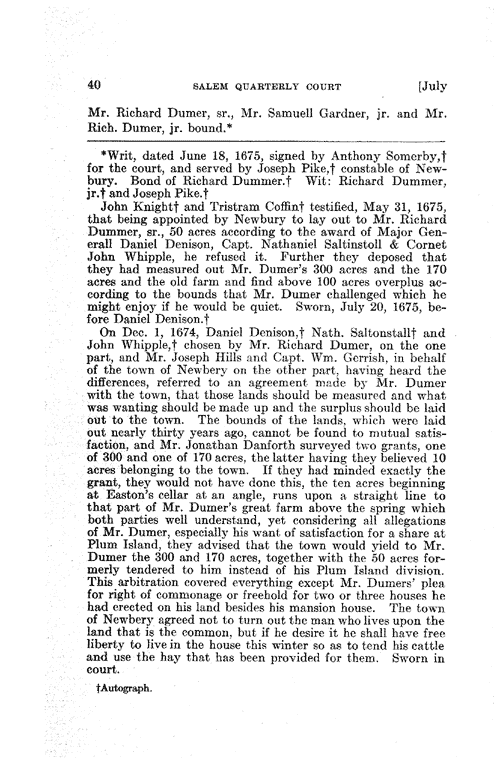 40 SALEM QUARTERLY COURT [July
Mr. Richard Dumer, sr., Mr. Samuell Gardner, jr. and Mr.
Rich. Dumer, jr. bound.*
*Writ, dated June 18, 1675, signed by Anthony Somerby,†
for the court, and served by Joseph Pike,† constable of New-
bury. Bond of Richard Dummer.† Wit: Richard Dummer,
jr.† and Joseph Pike.†
John Knight† and Tristram Coffin† testified, May 31, 1675,
that being appointed by Newbury to lay out to Mr. Richard
Dummer, sr., 50 acres according to the award of Major Gen-
erall Daniel Denison, Capt. Nathaniel Saltinstoll & Cornet
John Whipple, he refused it. Further they deposed that
they had measured out Mr. Dumer's 300 acres and the 170
acres and the old farm and find above 100 acres overplus ac-
cording to the bounds that Mr. Dumer challenged which he
might enjoy if he would be quiet. Sworn, July 20, 1675, be-
fore Daniel Denison.†
On Dec. 1, 1674, Daniel Denison,† Nath. Saltonstall† and
John Whipple,† chosen by Mr. Richard Dumer, on the one
part, and Mr. Joseph Hills and Capt. Wm. Gerrish, in behalf
of the town of Newbery on the other part, having heard the
differences, referred to an agreement made by Mr. Dumer
with the town, that those lands should be measured and what
was wanting should be made up and the surplus should be laid
out to the town. The bounds of the lands, which were laid
out nearly thirty years ago, cannot be found to mutual satis-
faction, and Mr. Jonathan Danforth surveyed two grants, one
of 300 and one of 170 acres, the latter having they believed 10
acres belonging to the town. If they had minded exactly the
grant, they would not have done this, the ten acres beginning
at Easton's cellar at an angle, runs upon a straight line to
that part of Mr. Dumer's great farm above the spring which
both parties well understand, yet considering all allegations
of Mr. Dumer, especially his want of satisfaction for a share at
Plum Island, they advised that the town would yield to Mr.
Dumer the 300 and 170 acres, together with the 50 acres for-
merly tendered to him instead of his Plum Island division.
This arbitration covered everything except Mr. Dumers' plea
for right of commonage or freehold for two or three houses he
had erected on his land besides his mansion house. The town
of Newbery agreed not to turn out the man who lives upon the
land that is the common, but if he desire it he shall have free
liberty to live in the house this winter so as to tend his cattle
and use the hay that has been provided for them. Sworn in
court.
†Autograph.